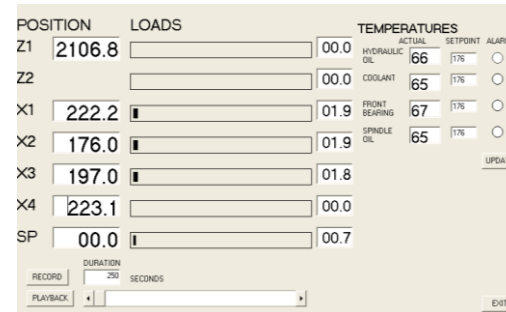 POSITION LOADS TEMPERATURES
ACTUAL SETPOINT ALAR
Z1 2106.8 00.0 HYDRAULIC OIL 66 176
Z2 00.0 COOLANT 65 176
X1 222.2 01.9 FRONT BEARING 67 176
X2 176.0 01.9 SPINDLE OIL 65 176
UPDA
X3 197.0 01.8
X4 223.1 00.0
SP 00.0 00.7
DURATION
RECORD 250 SECONDS
PLAYBACK EXIT